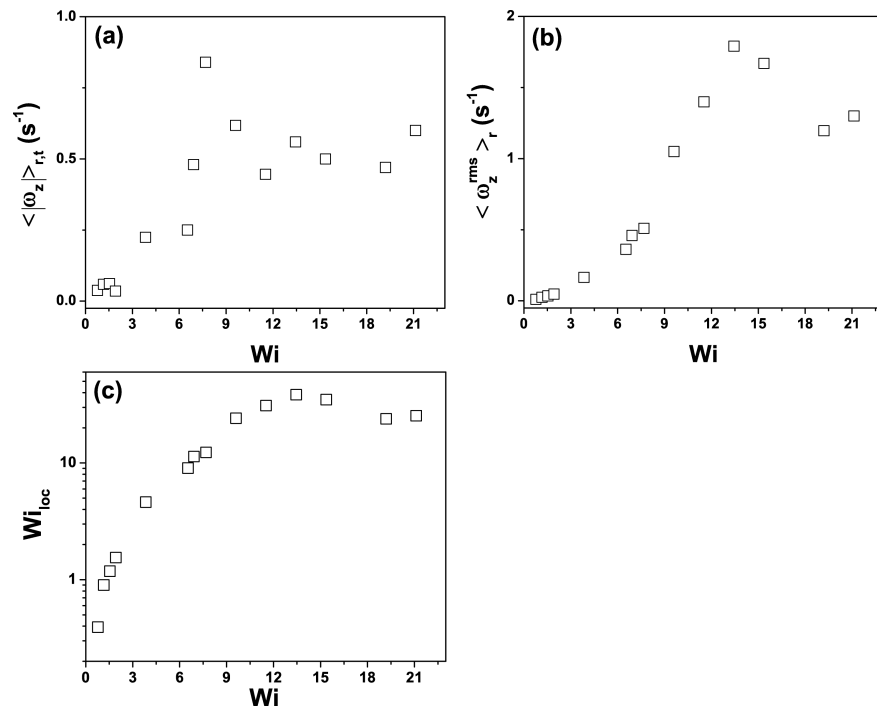 (a)
1.0
0.5
0.0
<|ω_z|>_{r,t} (s^{-1})
0 3 6 9 12 15 18 21
Wi
(b)
2
1
0
<ω_z^{rms}>_r (s^{-1})
0 3 6 9 12 15 18 21
Wi
(c)
10
1
Wi_{loc}
0 3 6 9 12 15 18 21
Wi